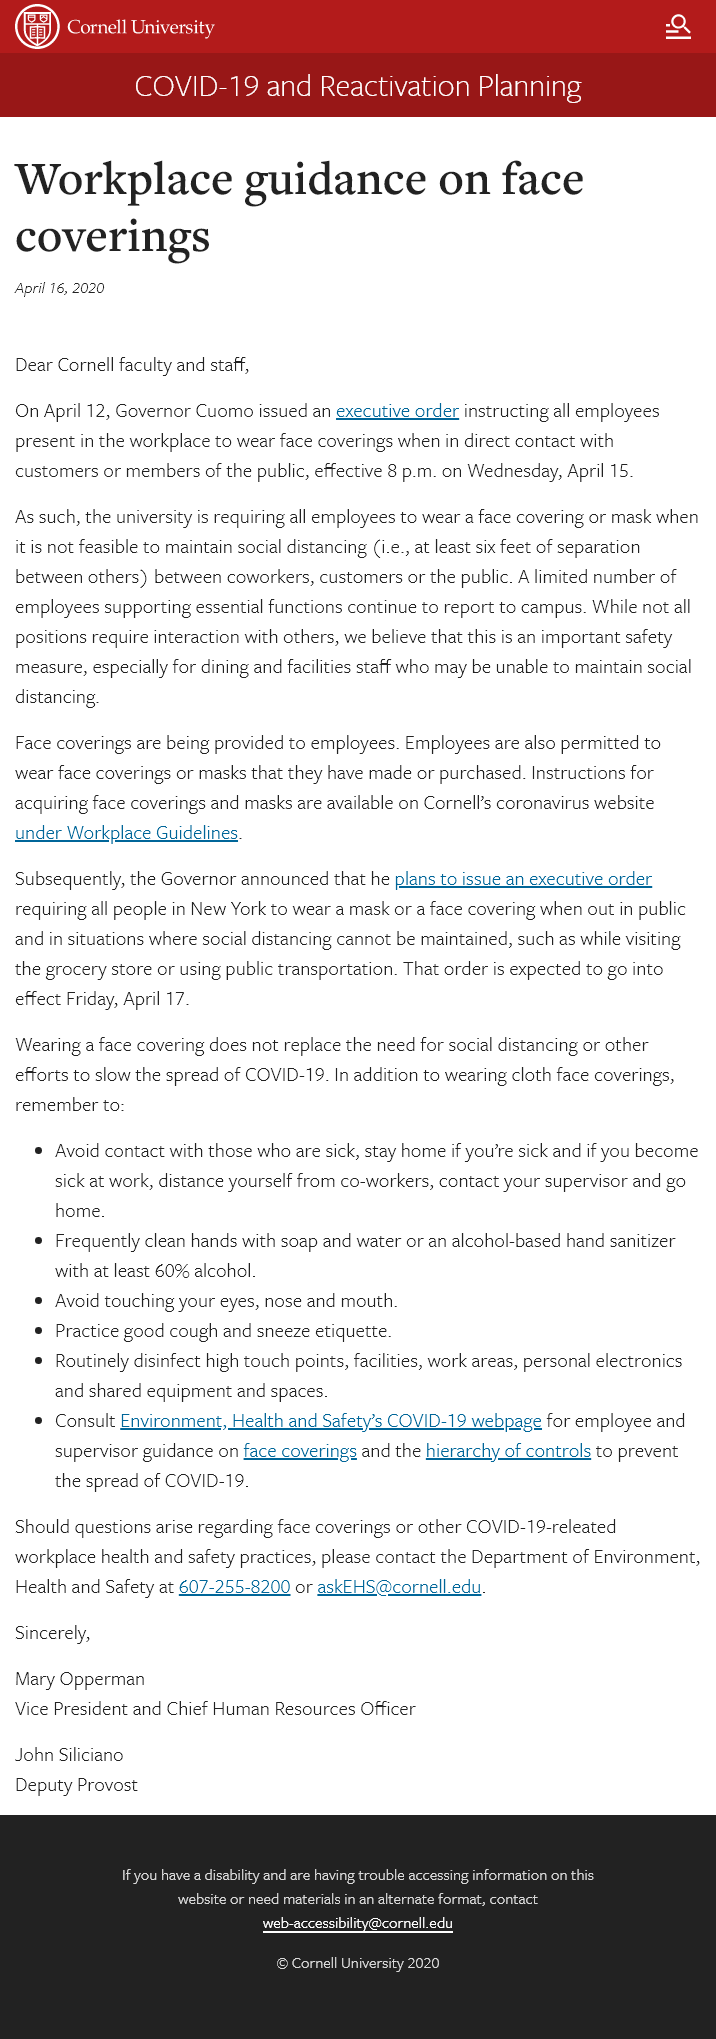 Cornell University
COVID-19 and Reactivation Planning
Workplace guidance on face
coverings
April 16, 2020
Dear Cornell faculty and staff,
On April 12, Governor Cuomo issued an executive order instructing all employees
present in the workplace to wear face coverings when in direct contact with
customers or members of the public, effective 8 p.m. on Wednesday, April 15.
As such, the university is requiring all employees to wear a face covering or mask when
it is not feasible to maintain social distancing (i.e., at least six feet of separation
between others) between coworkers, customers or the public. A limited number of
employees supporting essential functions continue to report to campus. While not all
positions require interaction with others, we believe that this is an important safety
measure, especially for dining and facilities staff who may be unable to maintain social
distancing.
Face coverings are being provided to employees. Employees are also permitted to
wear face coverings or masks that they have made or purchased. Instructions for
acquiring face coverings and masks are available on Cornell’s coronavirus website
under Workplace Guidelines.
Subsequently, the Governor announced that he plans to issue an executive order
requiring all people in New York to wear a mask or a face covering when out in public
and in situations where social distancing cannot be maintained, such as while visiting
the grocery store or using public transportation. That order is expected to go into
effect Friday, April 17.
Wearing a face covering does not replace the need for social distancing or other
efforts to slow the spread of COVID-19. In addition to wearing cloth face coverings,
remember to:
• Avoid contact with those who are sick, stay home if you’re sick and if you become
sick at work, distance yourself from co-workers, contact your supervisor and go
home.
• Frequently clean hands with soap and water or an alcohol-based hand sanitizer
with at least 60% alcohol.
• Avoid touching your eyes, nose and mouth.
• Practice good cough and sneeze etiquette.
• Routinely disinfect high touch points, facilities, work areas, personal electronics
and shared equipment and spaces.
• Consult Environment, Health and Safety’s COVID-19 webpage for employee and
supervisor guidance on face coverings and the hierarchy of controls to prevent
the spread of COVID-19.
Should questions arise regarding face coverings or other COVID-19-releated
workplace health and safety practices, please contact the Department of Environment,
Health and Safety at 607-255-8200 or askEHS@cornell.edu.
Sincerely,
Mary Opperman
Vice President and Chief Human Resources Officer
John Siliciano
Deputy Provost
If you have a disability and are having trouble accessing information on this
website or need materials in an alternate format, contact
web-accessibility@cornell.edu
© Cornell University 2020